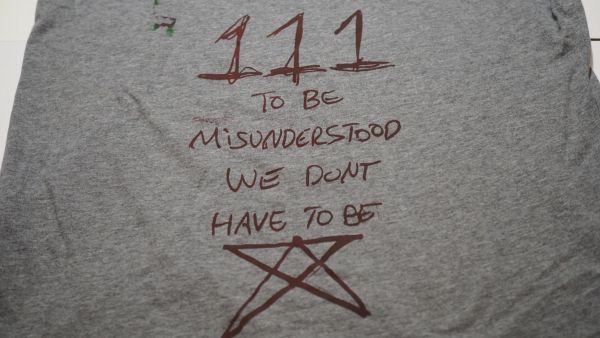 111
TO BE
MiSUNDERSTOOD
WE DONT
HAVE TO BE